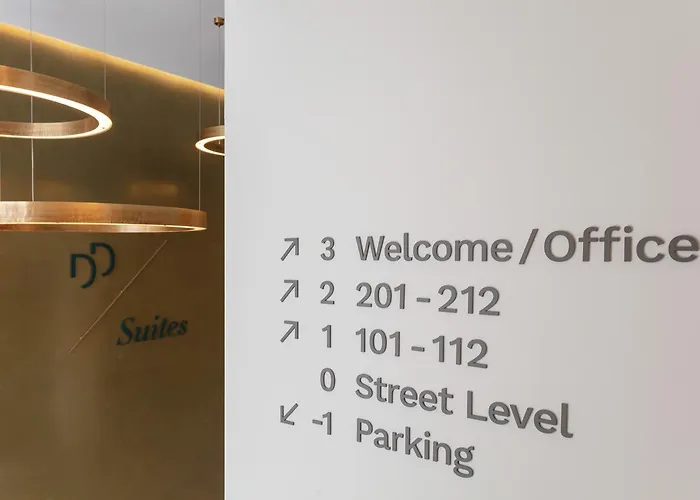 DD
Suites
↗ 3 Welcome/Office
↗ 2 201-212
↗ 1 101-112
0 Street Level
↙ -1 Parking